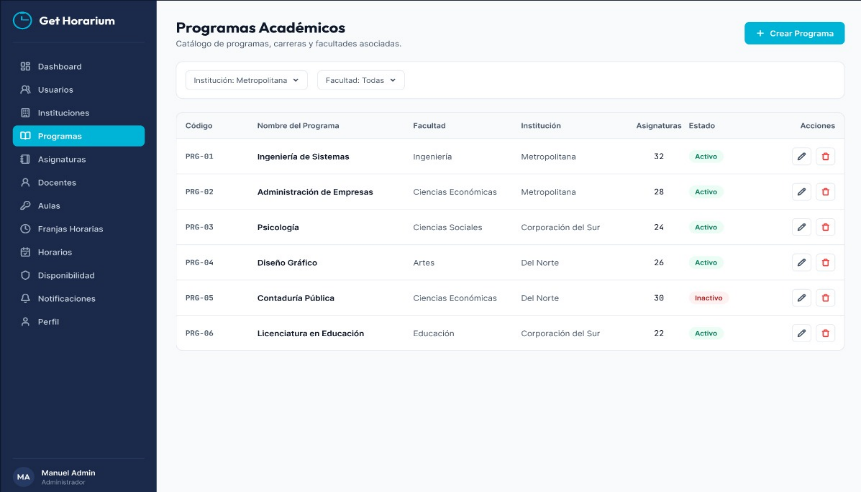 Get Horarium
Dashboard
Usuarios
Instituciones
Programas
Asignaturas
Docentes
Aulas
Franjas Horarias
Horarios
Disponibilidad
Notificaciones
Perfil
MA
Manuel Admin
Administrador
Programas Académicos
Catálogo de programas, carreras y facultades asociadas.
+ Crear Programa
Institución: Metropolitana
Facultad: Todas
Código Nombre del Programa Facultad Institución Asignaturas Estado Acciones
PRG-01 Ingeniería de Sistemas Ingeniería Metropolitana 32 Activo
PRG-02 Administración de Empresas Ciencias Económicas Metropolitana 28 Activo
PRG-03 Psicología Ciencias Sociales Corporación del Sur 24 Activo
PRG-04 Diseño Gráfico Artes Del Norte 26 Activo
PRG-05 Contaduría Pública Ciencias Económicas Del Norte 30 Inactivo
PRG-06 Licenciatura en Educación Educación Corporación del Sur 22 Activo